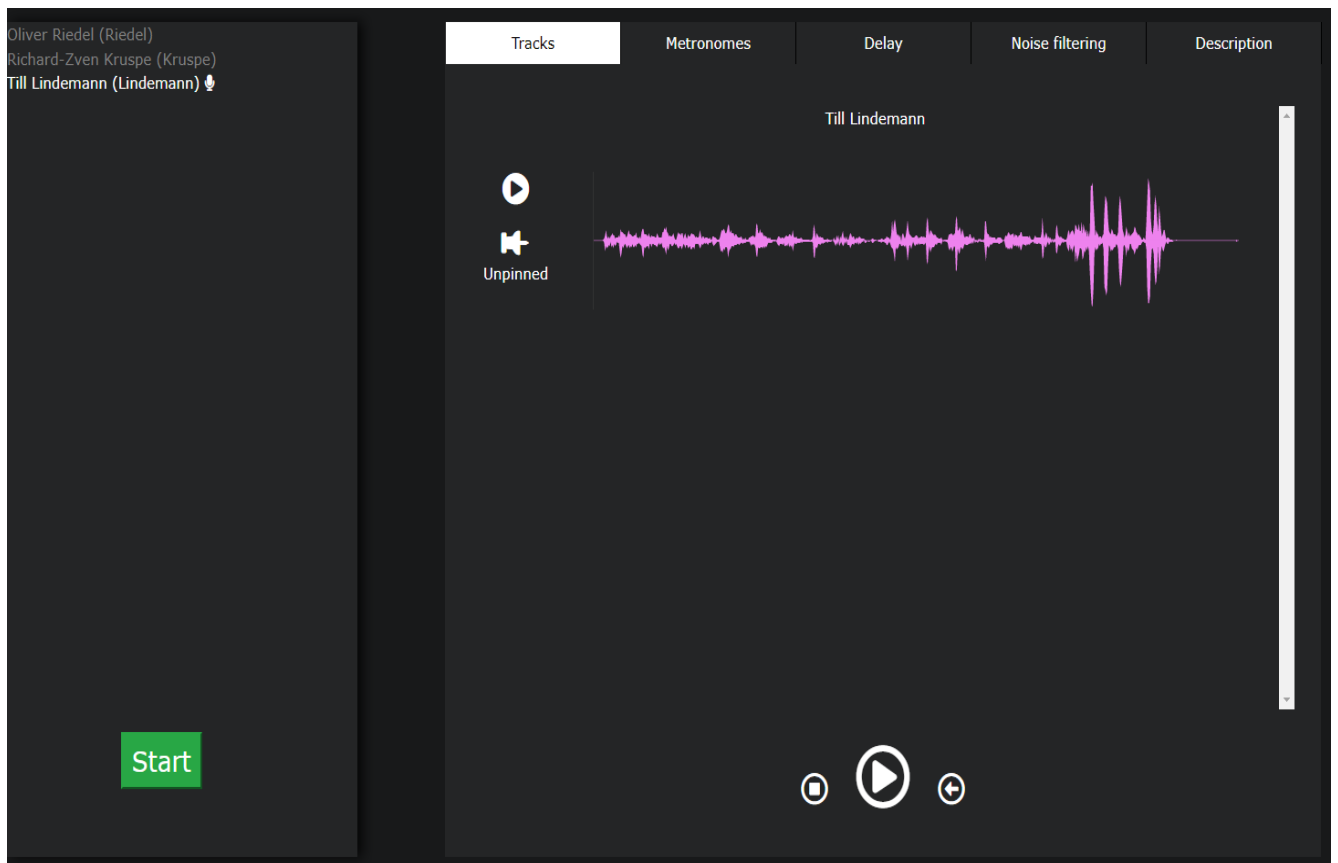 Oliver Riedel (Riedel)
Richard-Zven Kruspe (Kruspe)
Till Lindemann (Lindemann)
Start
Tracks Metronomes Delay Noise filtering Description
Till Lindemann
Unpinned